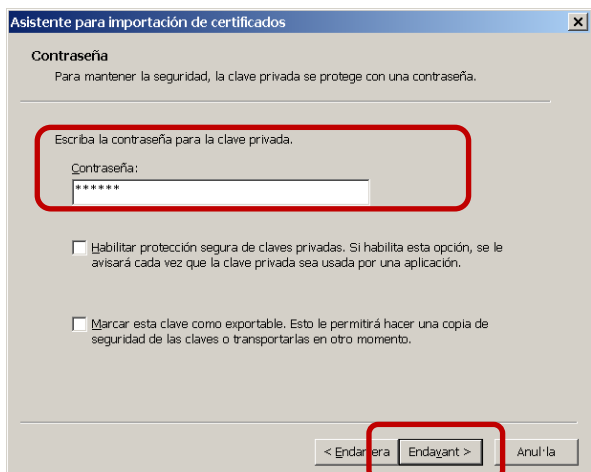 Asistente para importación de certificados
Contraseña
Para mantener la seguridad, la clave privada se protege con una contraseña.
Escriba la contraseña para la clave privada.
Contraseña:
******
Habilitar protección segura de claves privadas. Si habilita esta opción, se le
avisará cada vez que la clave privada sea usada por una aplicación.
Marcar esta clave como exportable. Esto le permitirá hacer una copia de
seguridad de las claves o transportarlas en otro momento.
< Endarrera Endavant > Anul·la